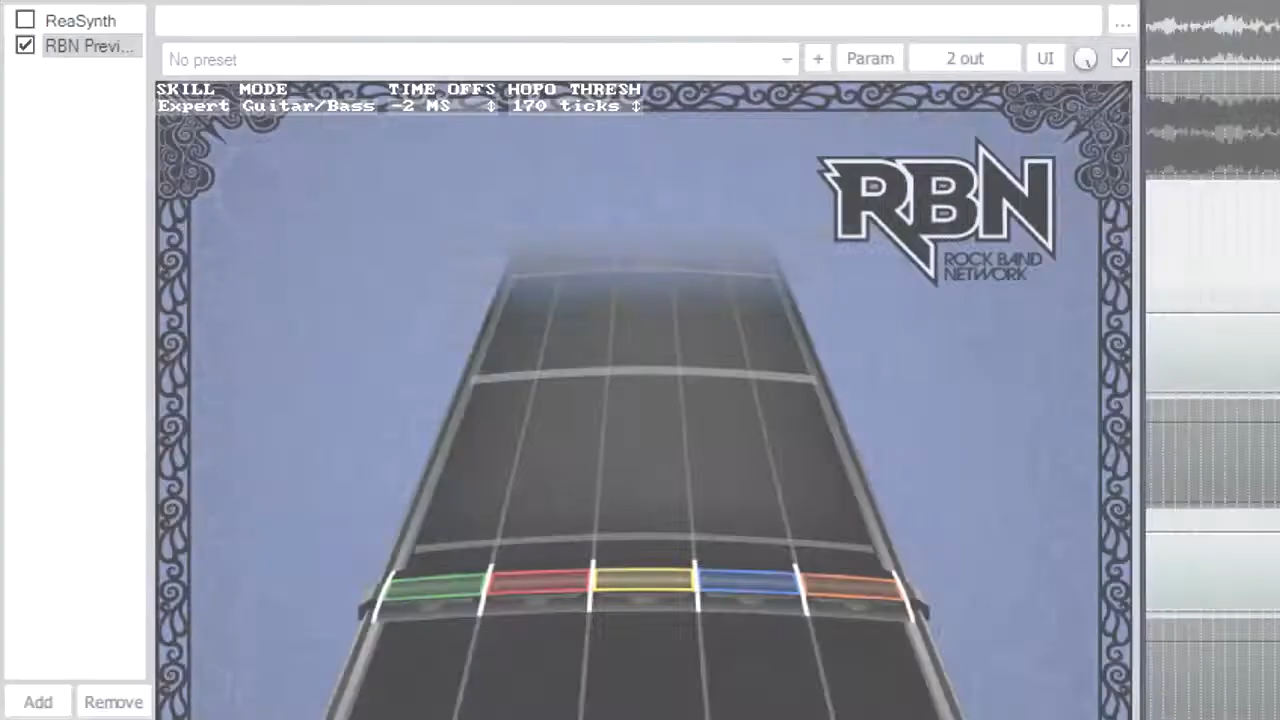 ReaSynth
RBN Previ...
...
No preset
+
Param
2 out
UI
SKILL MODE TIME OFFS HOPO THRESH
Expert Guitar/Bass -2 MS 170 ticks
RBN
ROCK BAND
NETWORK
Add
Remove